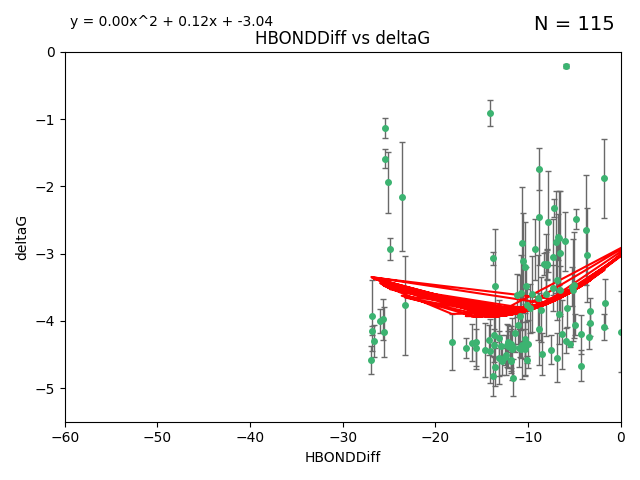 y = 0.00x^2 + 0.12x + -3.04
N = 115
HBONDDiff vs deltaG
0
−1
−2
−3
−4
−5
deltaG
−60
−50
−40
−30
−20
−10
0
HBONDDiff